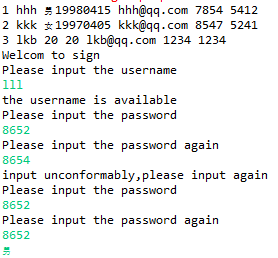 1 hhh 男19980415 hhh@qq.com 7854 5412
2 kkk 女19970405 kkk@qq.com 8547 5241
3 lkb 20 20 lkb@qq.com 1234 1234
Welcom to sign
Please input the username
lll
the username is available
Please input the password
8652
Please input the password again
8654
input unconformably,please input again
Please input the password
8652
Please input the password again
8652
男